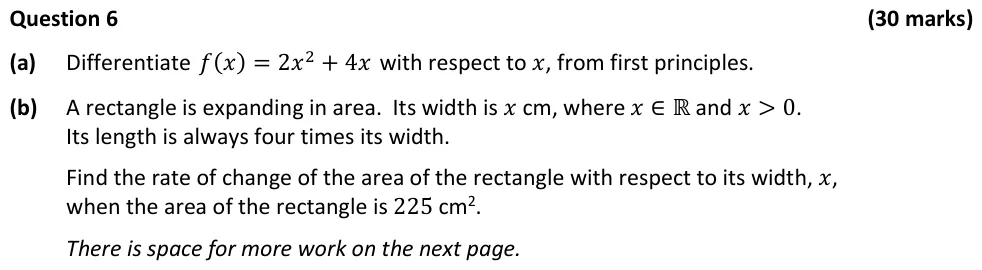 Question 6 (30 marks)
(a) Differentiate f(x) = 2x² + 4x with respect to x, from first principles.
(b) A rectangle is expanding in area. Its width is x cm, where x ∈ ℝ and x > 0.
Its length is always four times its width.
Find the rate of change of the area of the rectangle with respect to its width, x,
when the area of the rectangle is 225 cm².
There is space for more work on the next page.